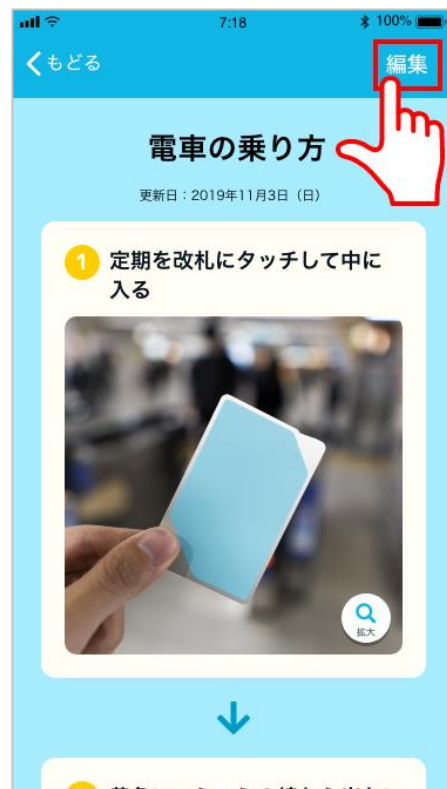 7:18
100%
もどる
編集
電車の乗り方
更新日：2019年11月3日（日）
1
定期を改札にタッチして中に
入る
拡大